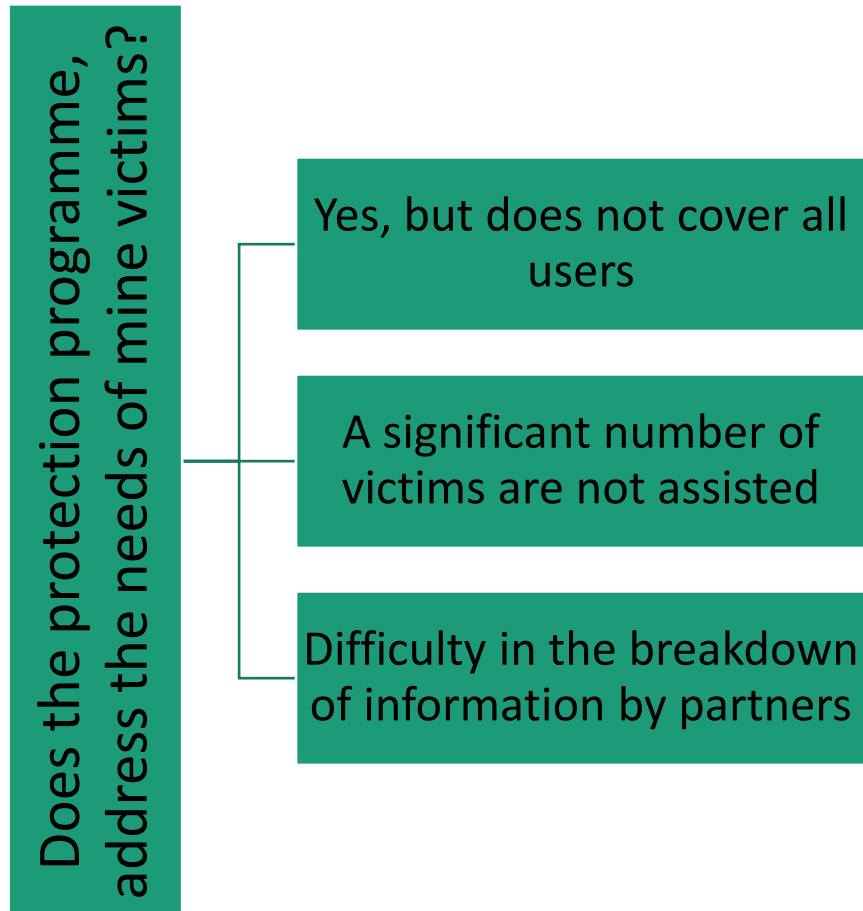 Does the protection programme,
address the needs of mine victims?
Yes, but does not cover all
users
A significant number of
victims are not assisted
Difficulty in the breakdown
of information by partners